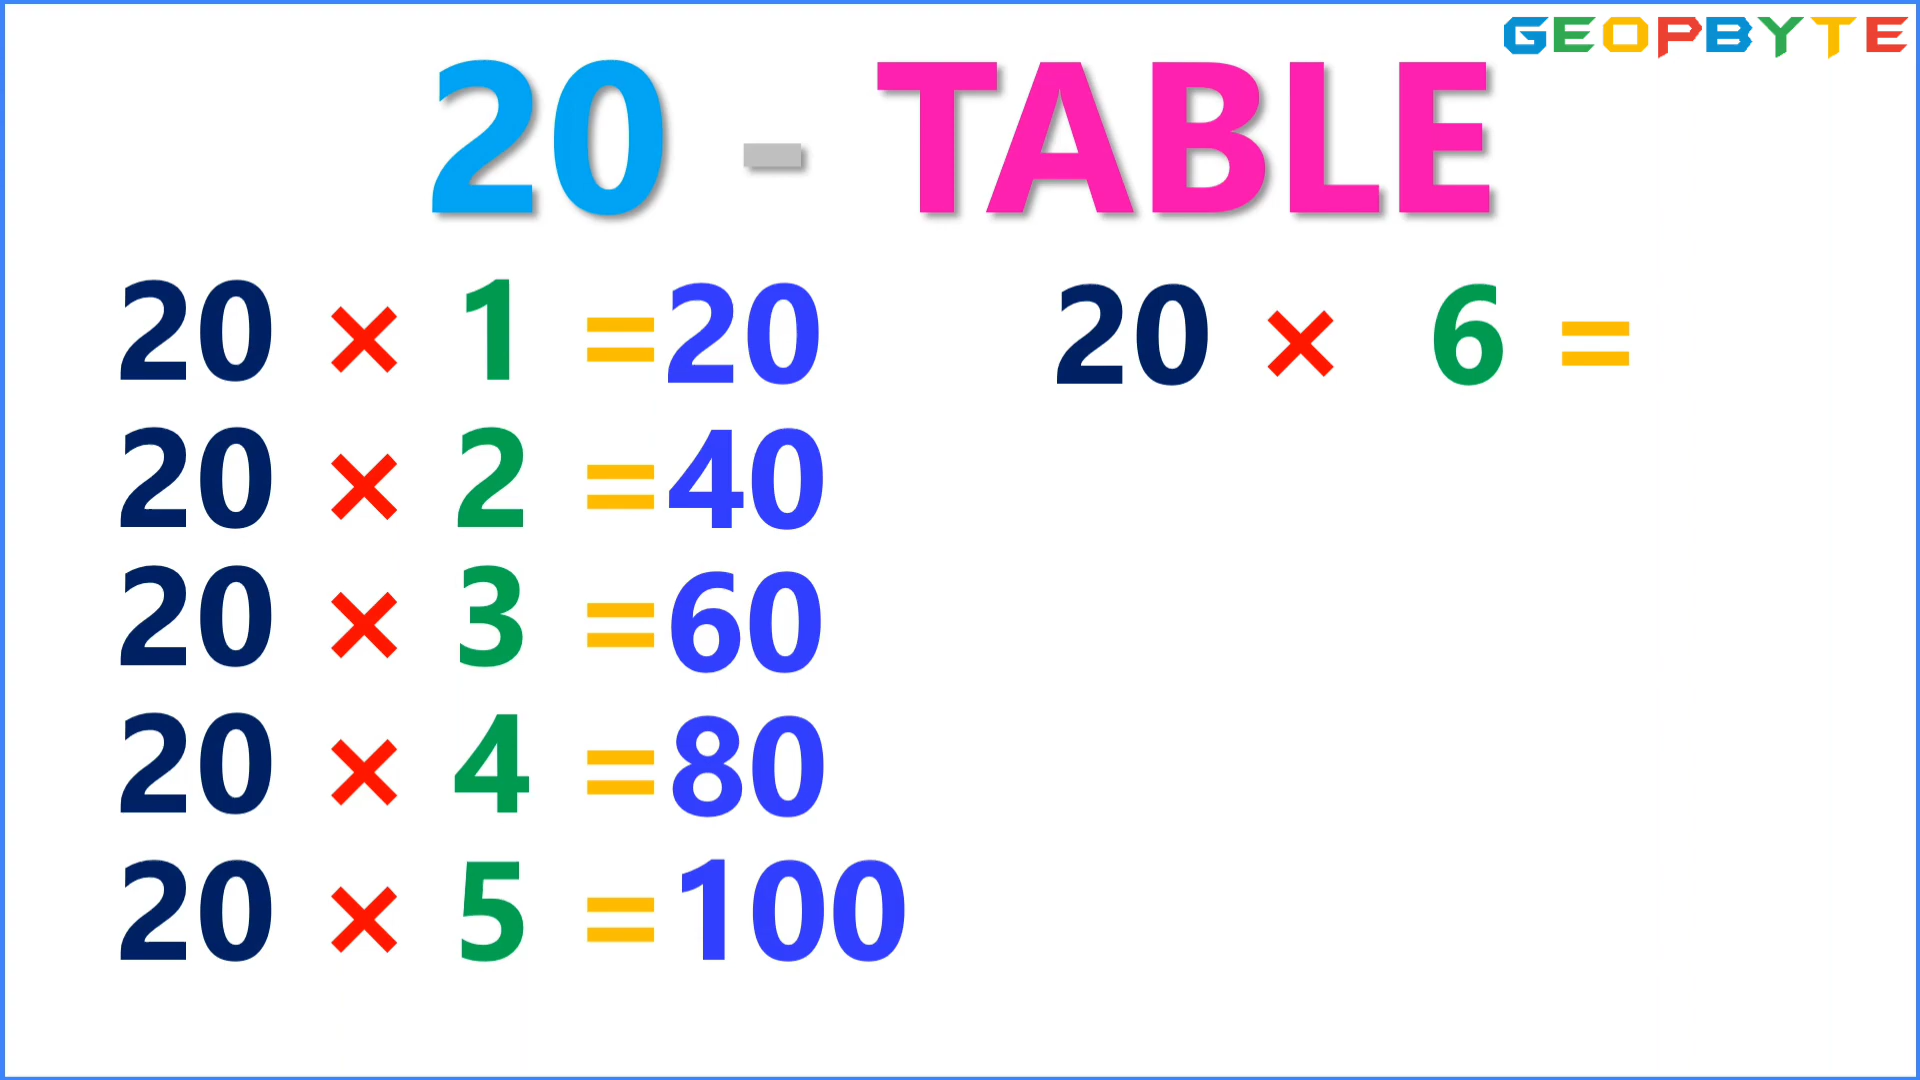 GEOPBYTE
20 - TABLE
20 × 1 =20
20 × 2 =40
20 × 3 =60
20 × 4 =80
20 × 5 =100
20 × 6 =